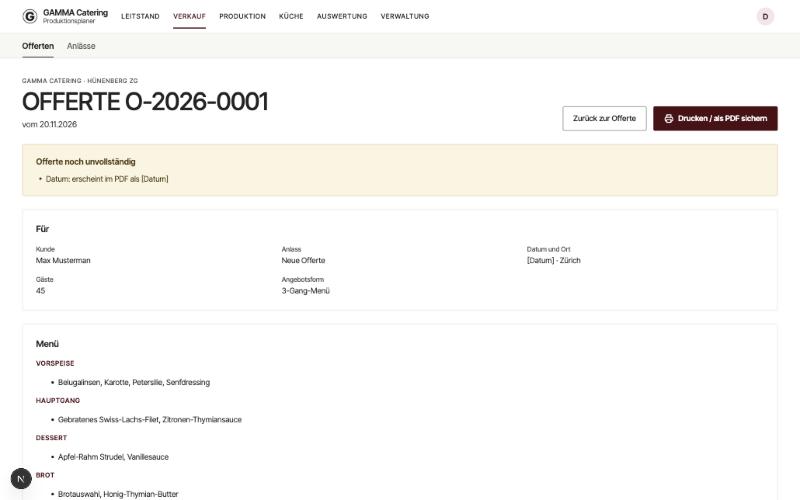 G
GAMMA Catering
Produktionsplaner
LEITSTAND VERKAUF PRODUKTION KÜCHE AUSWERTUNG VERWALTUNG
D
Offerten Anlässe
GAMMA CATERING · HÜNENBERG ZG
OFFERTE O-2026-0001
vom 20.11.2026
Zurück zur Offerte
Drucken / als PDF sichern
Offerte noch unvollständig
• Datum: erscheint im PDF als [Datum]
Für
Kunde Anlass Datum und Ort
Max Musterman Neue Offerte [Datum] · Zürich
Gäste Angebotsform
45 3-Gang-Menü
Menü
VORSPEISE
• Belugalinsen, Karotte, Petersilie, Senfdressing
HAUPTGANG
• Gebratenes Swiss-Lachs-Filet, Zitronen-Thymiansauce
DESSERT
• Apfel-Rahm Strudel, Vanillesauce
N
BROT
• Brotauswahl, Honig-Thymian-Butter